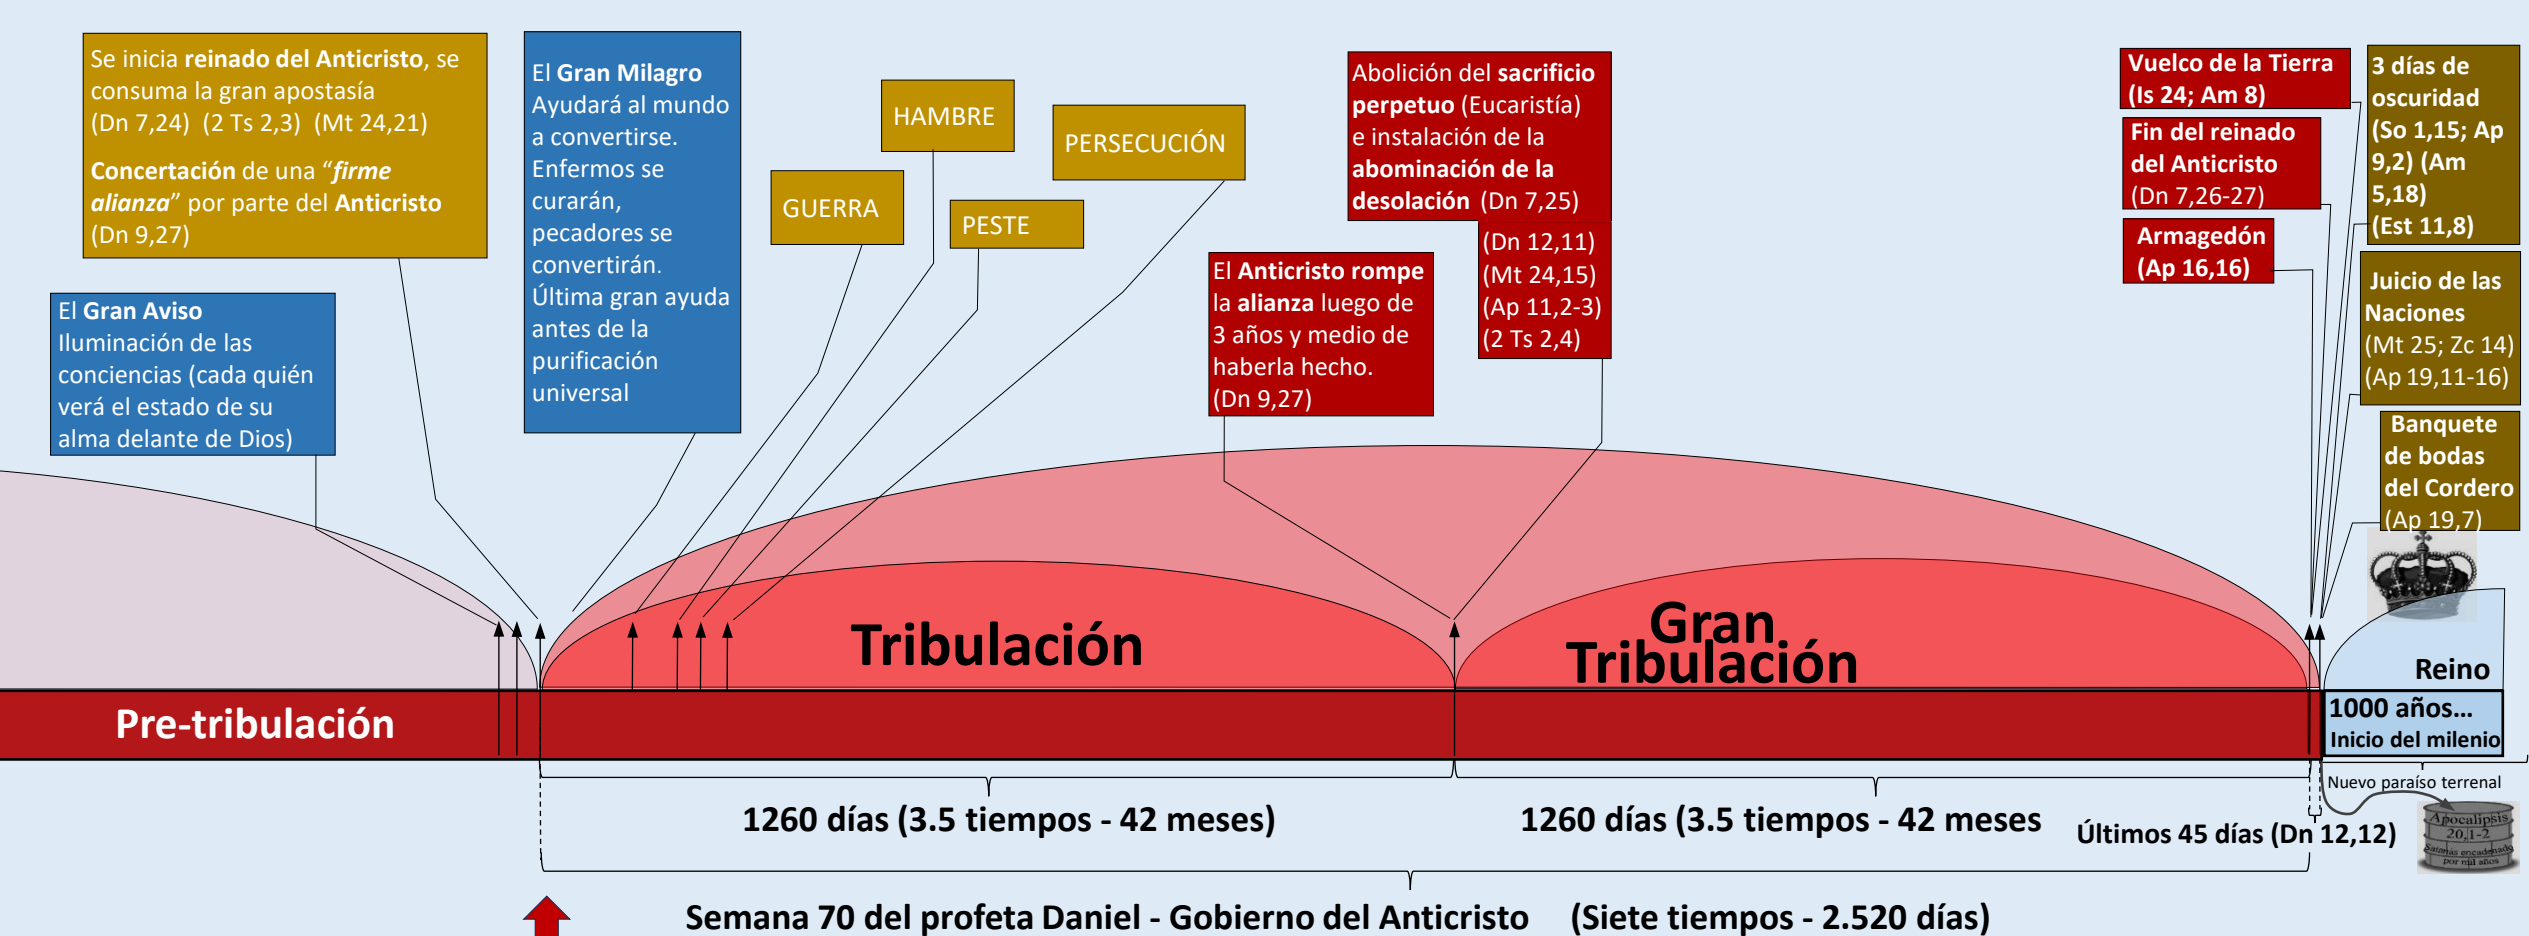 Se inicia reinado del Anticristo, se
consuma la gran apostasía
(Dn 7,24) (2 Ts 2,3) (Mt 24,21)
Concertación de una “firme
alianza” por parte del Anticristo
(Dn 9,27)
El Gran Aviso
Iluminación de las
conciencias (cada quién
verá el estado de su
alma delante de Dios)
El Gran Milagro
Ayudará al mundo
a convertirse.
Enfermos se
curarán,
pecadores se
convertirán.
Última gran ayuda
antes de la
purificación
universal
GUERRA
HAMBRE
PESTE
PERSECUCIÓN
El Anticristo rompe
la alianza luego de
3 años y medio de
haberla hecho.
(Dn 9,27)
Abolición del sacrificio
perpetuo (Eucaristía)
e instalación de la
abominación de la
desolación (Dn 7,25)
(Dn 12,11)
(Mt 24,15)
(Ap 11,2-3)
(2 Ts 2,4)
Vuelco de la Tierra
(Is 24; Am 8)
Fin del reinado
del Anticristo
(Dn 7,26-27)
Armagedón
(Ap 16,16)
3 días de
oscuridad
(So 1,15; Ap
9,2) (Am
5,18)
(Est 11,8)
Juicio de las
Naciones
(Mt 25; Zc 14)
(Ap 19,11-16)
Banquete
de bodas
del Cordero
(Ap 19,7)
Tribulación
Gran
Tribulación
Reino
Pre-tribulación
1000 años...
Inicio del milenio
Nuevo paraíso terrenal
1260 días (3.5 tiempos - 42 meses)
1260 días (3.5 tiempos - 42 meses
Últimos 45 días (Dn 12,12)
Apocalipsis
20,1-2
Satanás encadenado
por mil años
Semana 70 del profeta Daniel - Gobierno del Anticristo (Siete tiempos - 2.520 días)